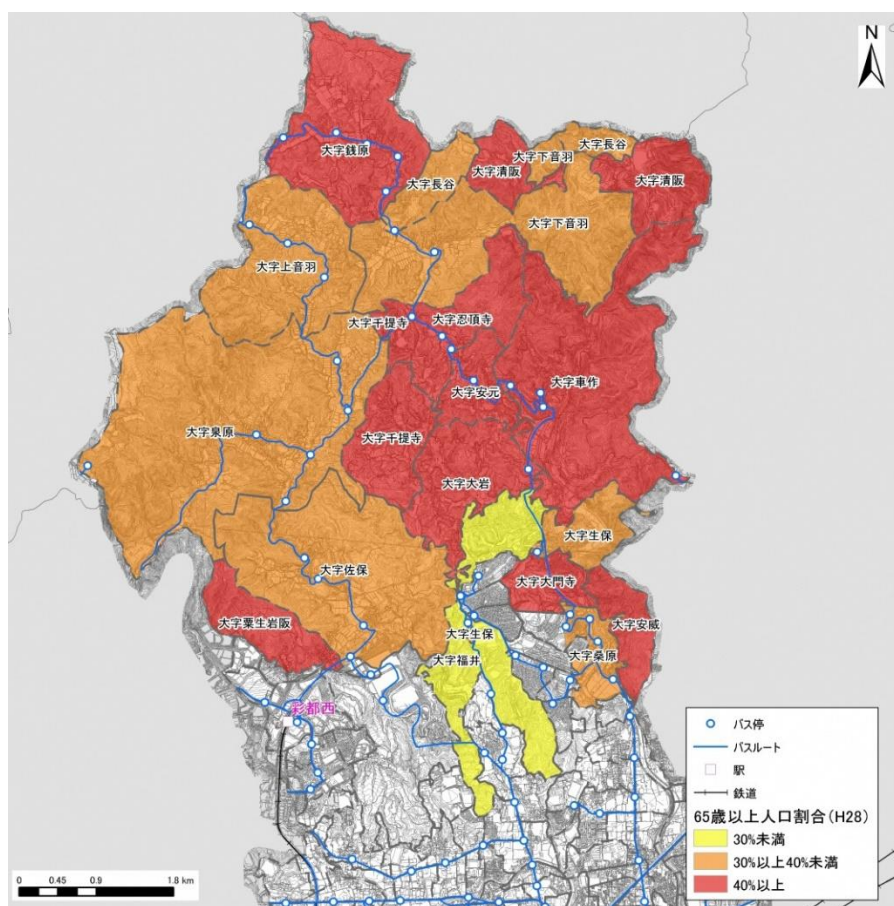 N
大字銭原
大字長谷
大字下音羽
大字清阪
大字長谷
大字清阪
大字下音羽
大字上音羽
大字千提寺
大字忍頂寺
大字安元
大字車作
大字泉原
大字千提寺
大字大岩
大字生保
大字佐保
大字大門寺
大字粟生岩阪
大字安威
大字生保
大字福井
大字桑原
彩都西
バス停
バスルート
駅
鉄道
65歳以上人口割合(H28)
30%未満
30%以上40%未満
40%以上
0 0.45 0.9 1.8 km